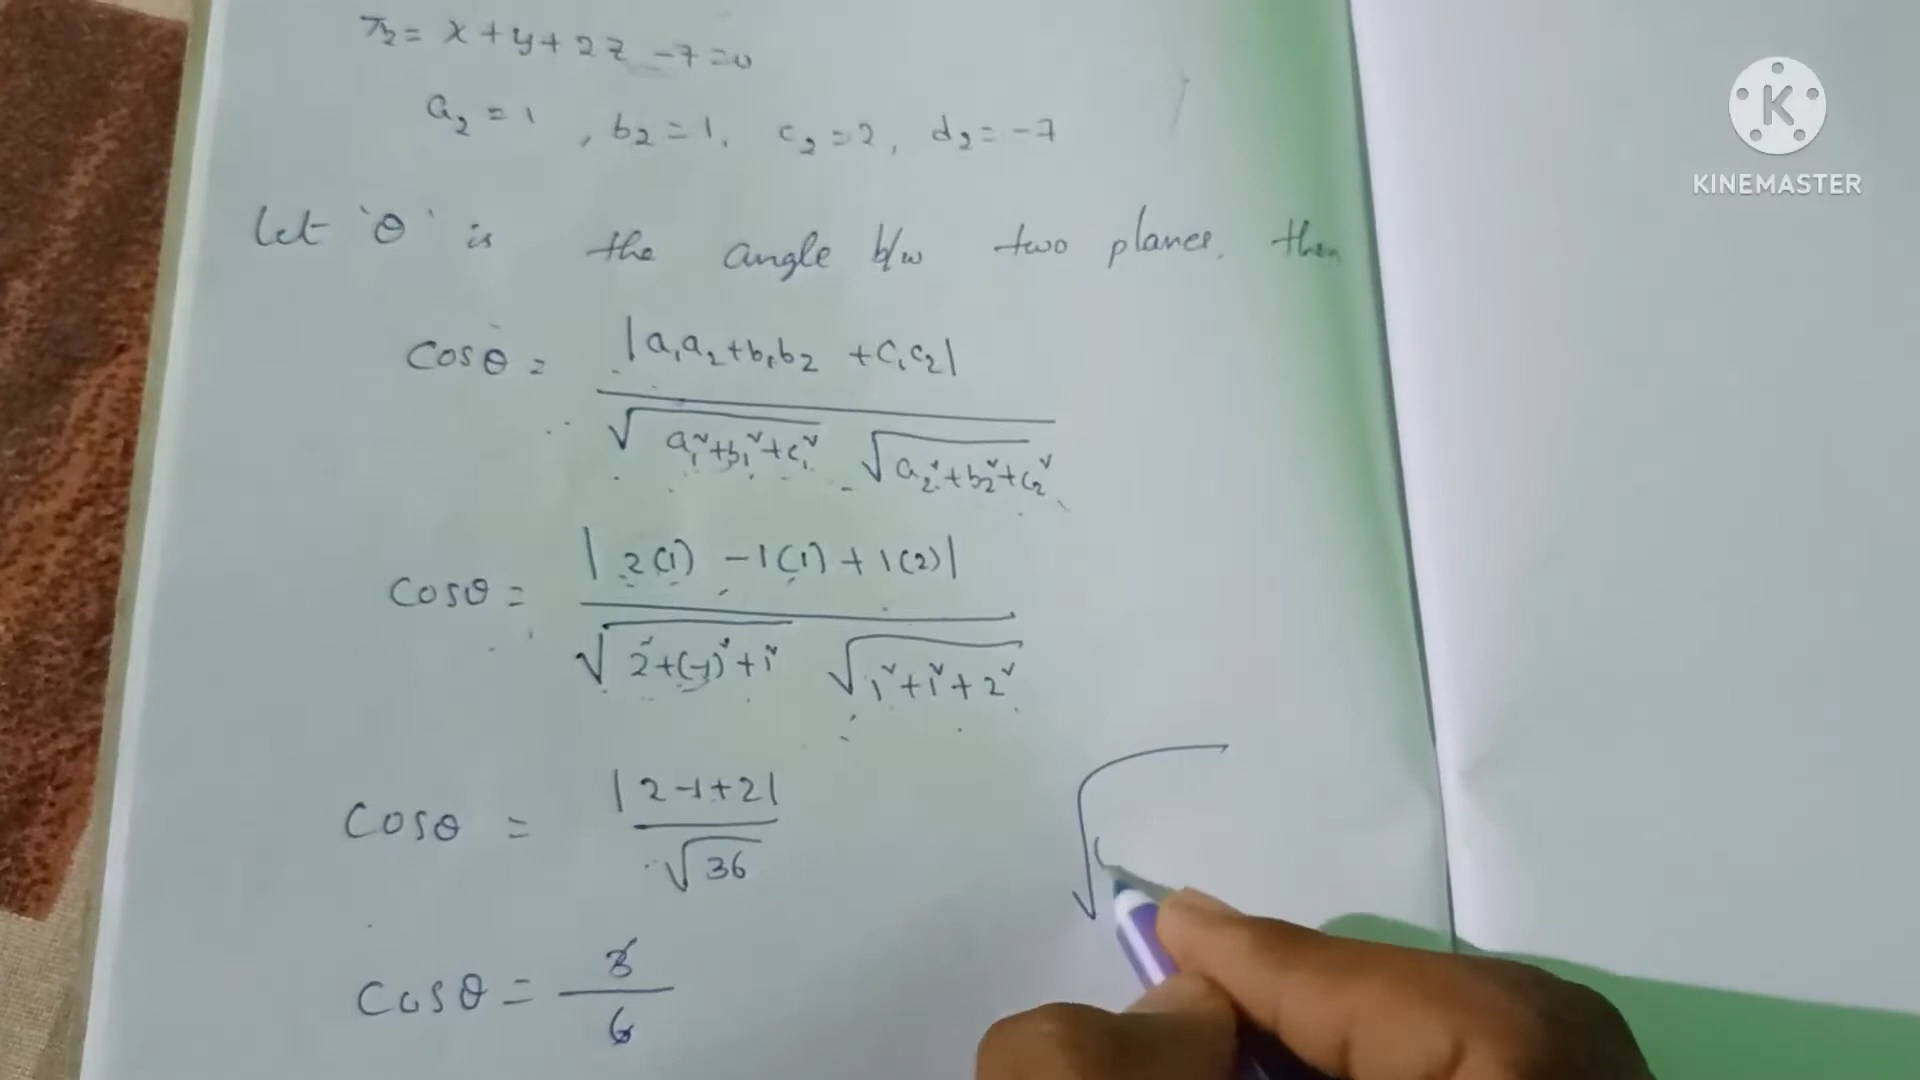 π₂ = x + y + 2z - 7 = 0
a₂ = 1 , b₂ = 1, c₂ = 2, d₂ = -7
Let 'θ' is the angle b/w two planes. then
Cosθ = |a₁a₂ + b₁b₂ + c₁c₂| / √(a₁² + b₁² + c₁²) √(a₂² + b₂² + c₂²)
Cosθ = |2(1) - 1(1) + 1(2)| / √(2² + (-1)² + 1²) √(1² + 1² + 2²)
Cosθ = |2-1+2| / √36
Cosθ = 3 / 6
K
KINEMASTER